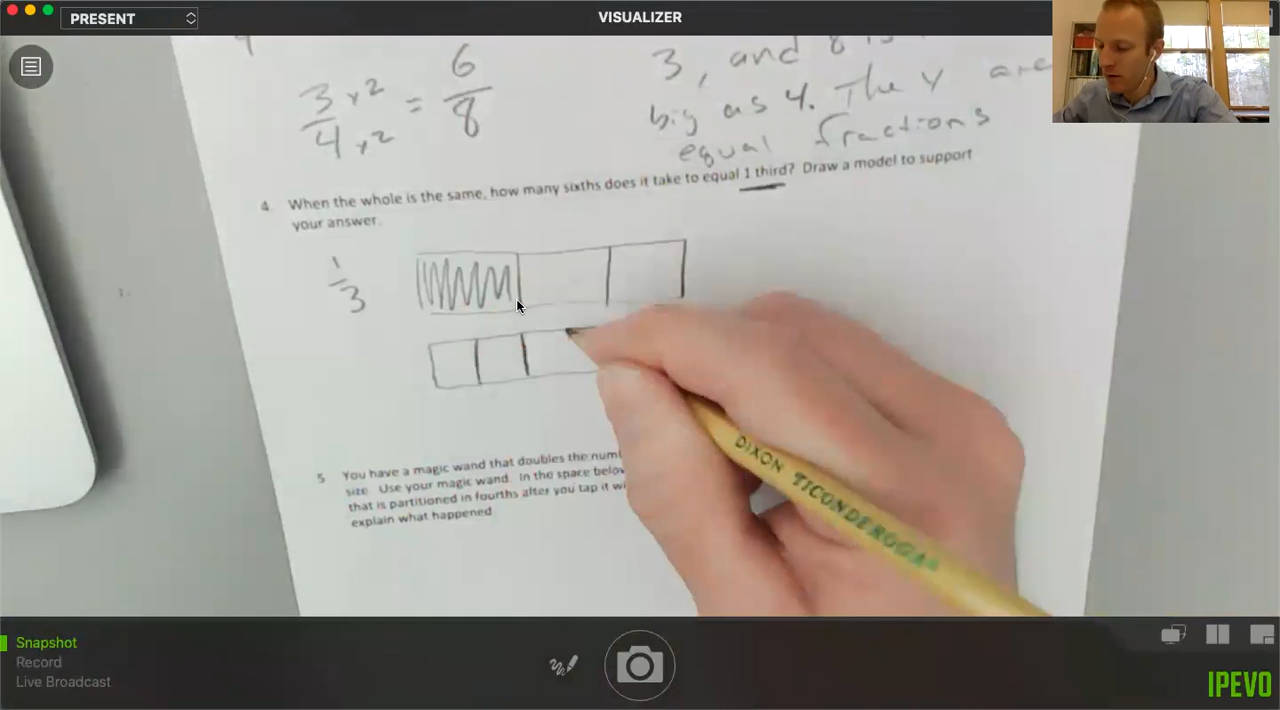 PRESENT
VISUALIZER
3 x2 = 6
4 x2 8
3, and 8 is
big as 4. They are
equal fractions
4. When the whole is the same, how many sixths does it take to equal 1 third? Draw a model to support
your answer.
1
3
5 You have a magic wand that doubles the
size. Use your magic wand. In the space
that is partitioned in fourths after you tap it
explain what happened
DIXON TICONDEROGA
Snapshot
Record
Live Broadcast
IPEVO